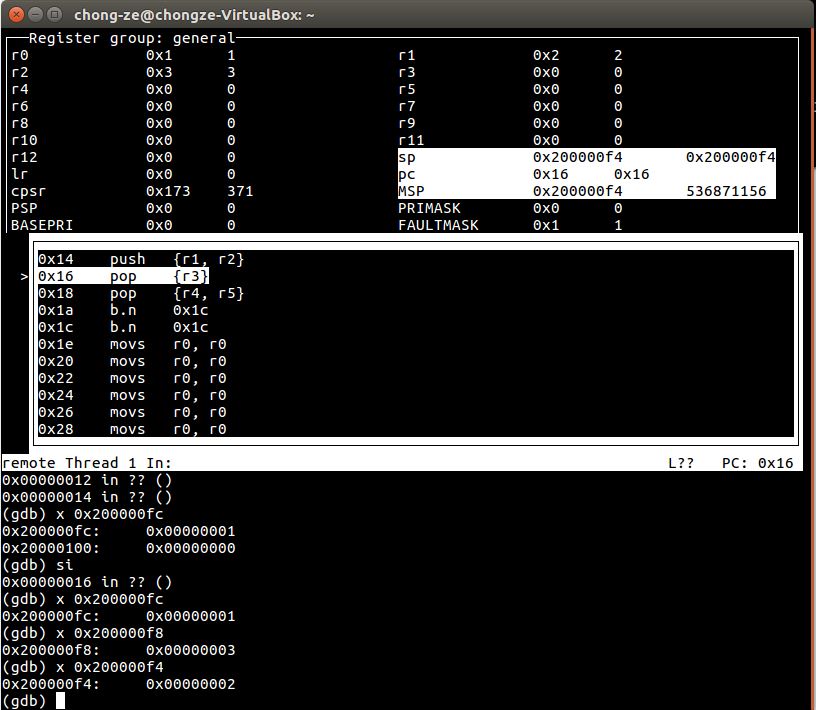 chong-ze@chongze-VirtualBox: ~
Register group: general
r0 0x1 1 r1 0x2 2
r2 0x3 3 r3 0x0 0
r4 0x0 0 r5 0x0 0
r6 0x0 0 r7 0x0 0
r8 0x0 0 r9 0x0 0
r10 0x0 0 r11 0x0 0
r12 0x0 0 sp 0x200000f4 0x200000f4
lr 0x0 0 pc 0x16 0x16
cpsr 0x173 371 MSP 0x200000f4 536871156
PSP 0x0 0 PRIMASK 0x0 0
BASEPRI 0x0 0 FAULTMASK 0x1 1
0x14 push {r1, r2}
>0x16 pop {r3}
0x18 pop {r4, r5}
0x1a b.n 0x1c
0x1c b.n 0x1c
0x1e movs r0, r0
0x20 movs r0, r0
0x22 movs r0, r0
0x24 movs r0, r0
0x26 movs r0, r0
0x28 movs r0, r0
remote Thread 1 In: L?? PC: 0x16
0x00000012 in ?? ()
0x00000014 in ?? ()
(gdb) x 0x200000fc
0x200000fc: 0x00000001
0x20000100: 0x00000000
(gdb) si
0x00000016 in ?? ()
(gdb) x 0x200000fc
0x200000fc: 0x00000001
(gdb) x 0x200000f8
0x200000f8: 0x00000003
(gdb) x 0x200000f4
0x200000f4: 0x00000002
(gdb)